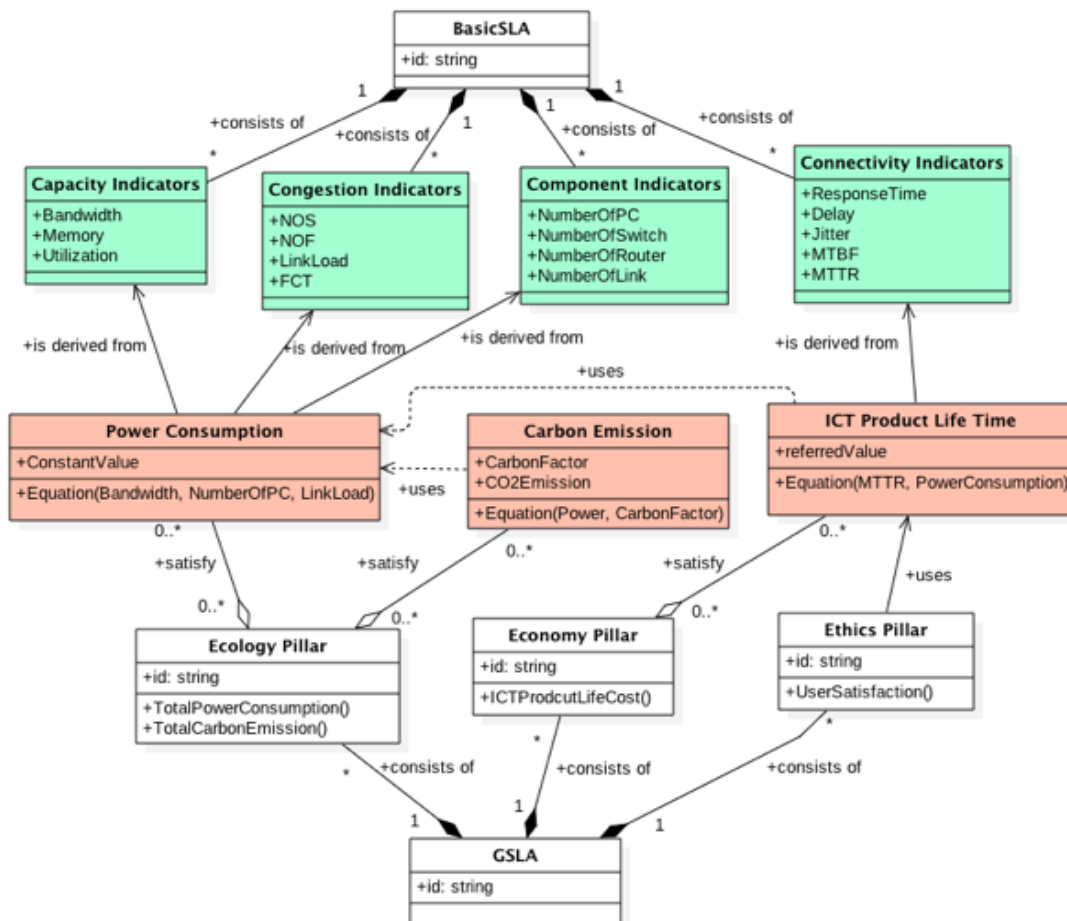 BasicSLA
+id: string
1
1
1
1
+consists of
+consists of
+consists of
+consists of
*
*
*
*
Capacity Indicators
+Bandwidth
+Memory
+Utilization
Congestion Indicators
+NOS
+NOF
+LinkLoad
+FCT
Component Indicators
+NumberOfPC
+NumberOfSwitch
+NumberOfRouter
+NumberOfLink
Connectivity Indicators
+ResponseTime
+Delay
+Jitter
+MTBF
+MTTR
+is derived from
+is derived from
+is derived from
+is derived from
+uses
Power Consumption
+ConstantValue
+Equation(Bandwidth, NumberOfPC, LinkLoad)
+uses
Carbon Emission
+CarbonFactor
+CO2Emission
+Equation(Power, CarbonFactor)
ICT Product Life Time
+referredValue
+Equation(MTTR, PowerConsumption)
0..*
0..*
0..*
+satisfy
+satisfy
+satisfy
+uses
0..*
0..*
0..*
Ecology Pillar
+id: string
+TotalPowerConsumption()
+TotalCarbonEmission()
Economy Pillar
+id: string
+ICTProdcutLifeCost()
Ethics Pillar
+id: string
+UserSatisfaction()
*
*
*
+consists of
+consists of
+consists of
1
1
1
GSLA
+id: string